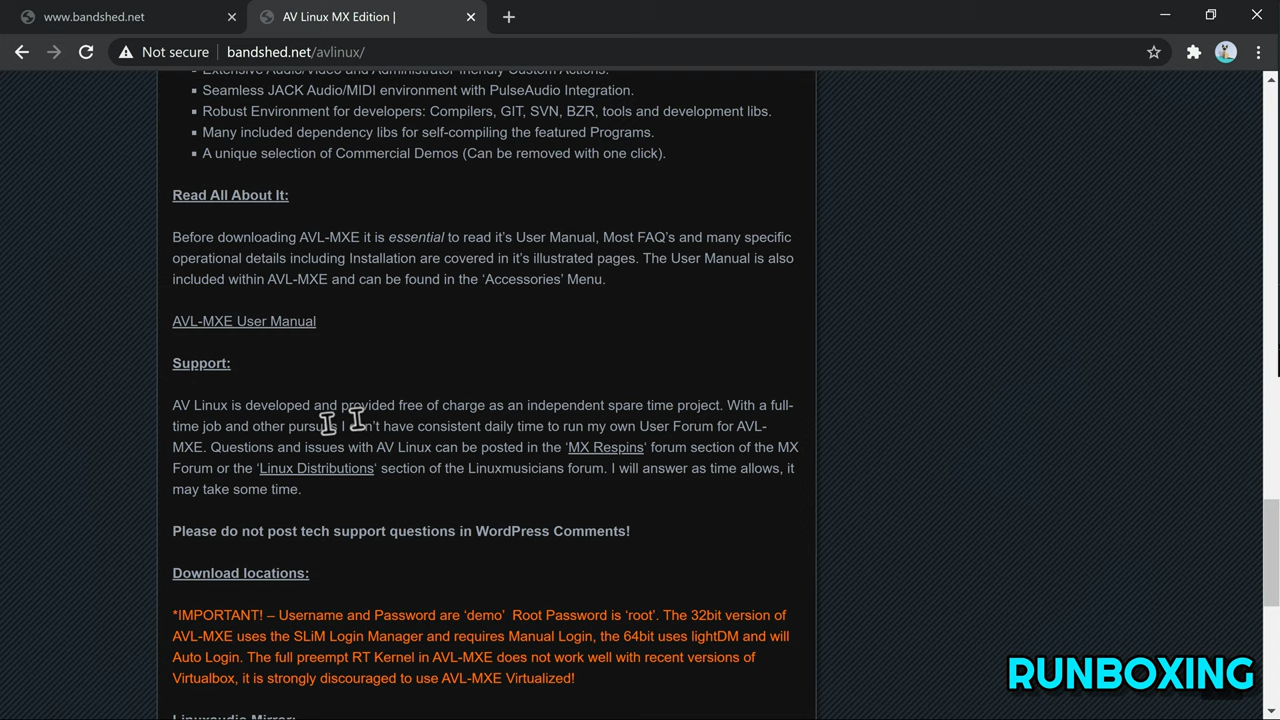 www.bandshed.net
AV Linux MX Edition |
Not secure
bandshed.net/avlinux/
Extensive Audio/Video and Administrator friendly Custom Actions.
Seamless JACK Audio/MIDI environment with PulseAudio Integration.
Robust Environment for developers: Compilers, GIT, SVN, BZR, tools and development libs.
Many included dependency libs for self-compiling the featured Programs.
A unique selection of Commercial Demos (Can be removed with one click).
Read All About It:
Before downloading AVL-MXE it is essential to read it’s User Manual, Most FAQ’s and many specific
operational details including Installation are covered in it’s illustrated pages. The User Manual is also
included within AVL-MXE and can be found in the ‘Accessories’ Menu.
AVL-MXE User Manual
Support:
AV Linux is developed and provided free of charge as an independent spare time project. With a full-
time job and other pursuits I don’t have consistent daily time to run my own User Forum for AVL-
MXE. Questions and issues with AV Linux can be posted in the ‘MX Respins‘ forum section of the MX
Forum or the ‘Linux Distributions‘ section of the Linuxmusicians forum. I will answer as time allows, it
may take some time.
Please do not post tech support questions in WordPress Comments!
Download locations:
*IMPORTANT! – Username and Password are ‘demo’ Root Password is ‘root’. The 32bit version of
AVL-MXE uses the SLiM Login Manager and requires Manual Login, the 64bit uses lightDM and will
Auto Login. The full preempt RT Kernel in AVL-MXE does not work well with recent versions of
Virtualbox, it is strongly discouraged to use AVL-MXE Virtualized!
Linuxaudio Mirror:
RUNBOXING